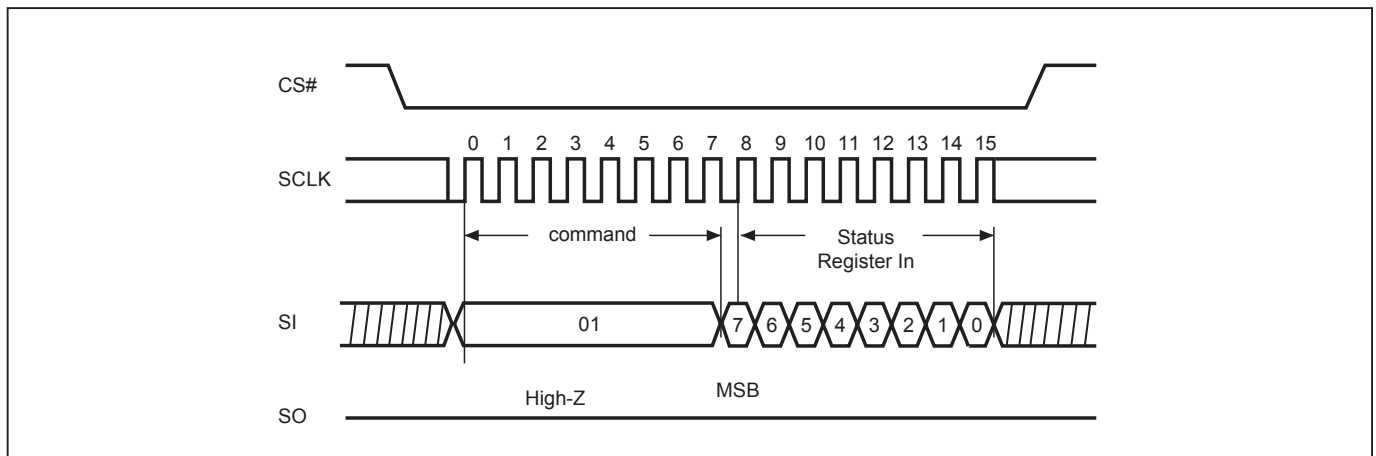 CS#
0 1 2 3 4 5 6 7 8 9 10 11 12 13 14 15
SCLK
command
Status
Register In
SI
01
7 6 5 4 3 2 1 0
High-Z
MSB
SO